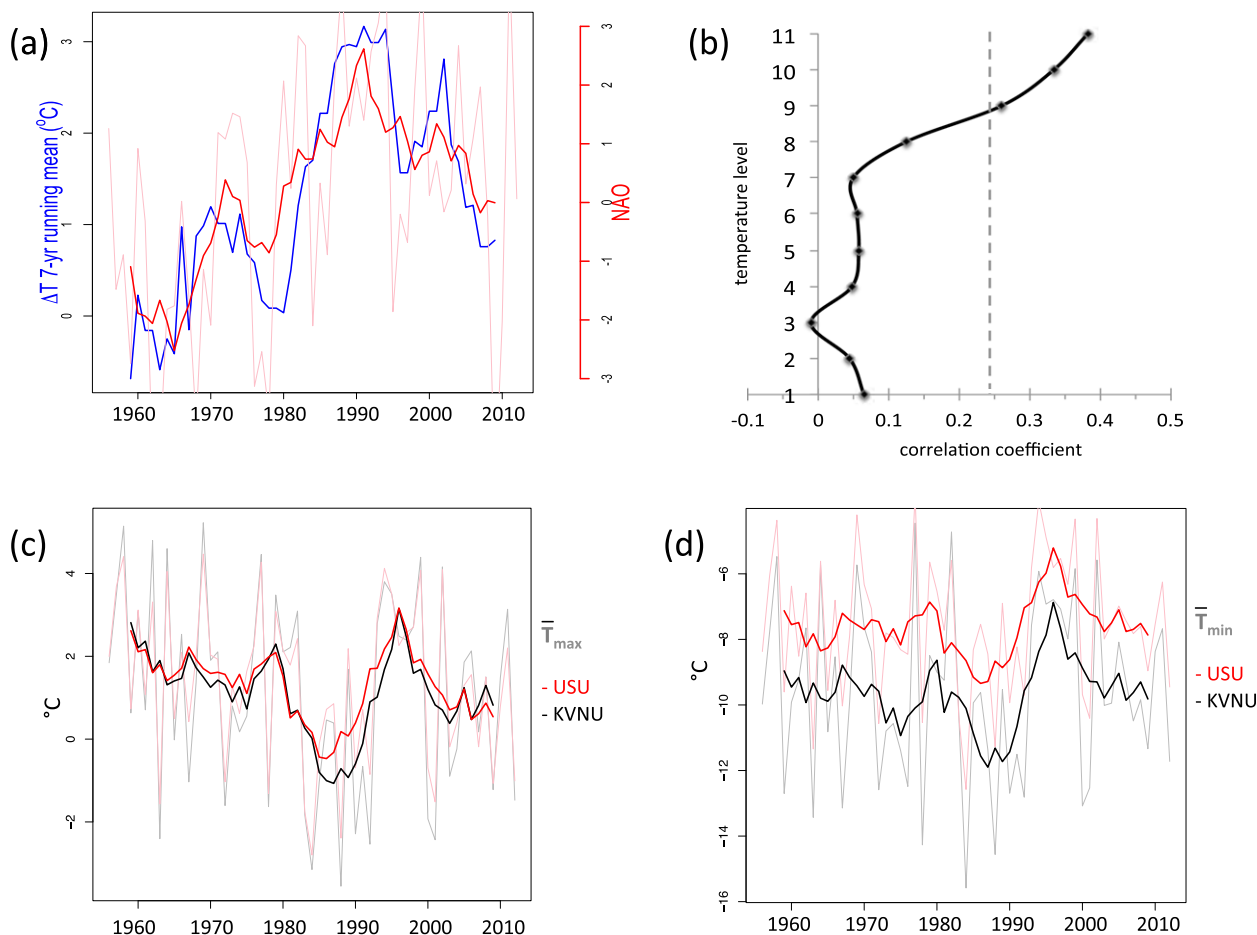 (a)
ΔT 7-yr running mean (⁰C)
3
2
1
0
3
2
1
0
-1
-2
-3
NAO
1960 1970 1980 1990 2000 2010
(b)
temperature level
11
10
9
8
7
6
5
4
3
2
1
-0.1 0 0.1 0.2 0.3 0.4 0.5
correlation coefficient
(c)
°C
4
2
0
−2
1960 1970 1980 1990 2000 2010
T̅max
- USU
- KVNU
(d)
°C
−6
−8
−10
−12
−14
−16
1960 1970 1980 1990 2000 2010
T̅min
- USU
- KVNU